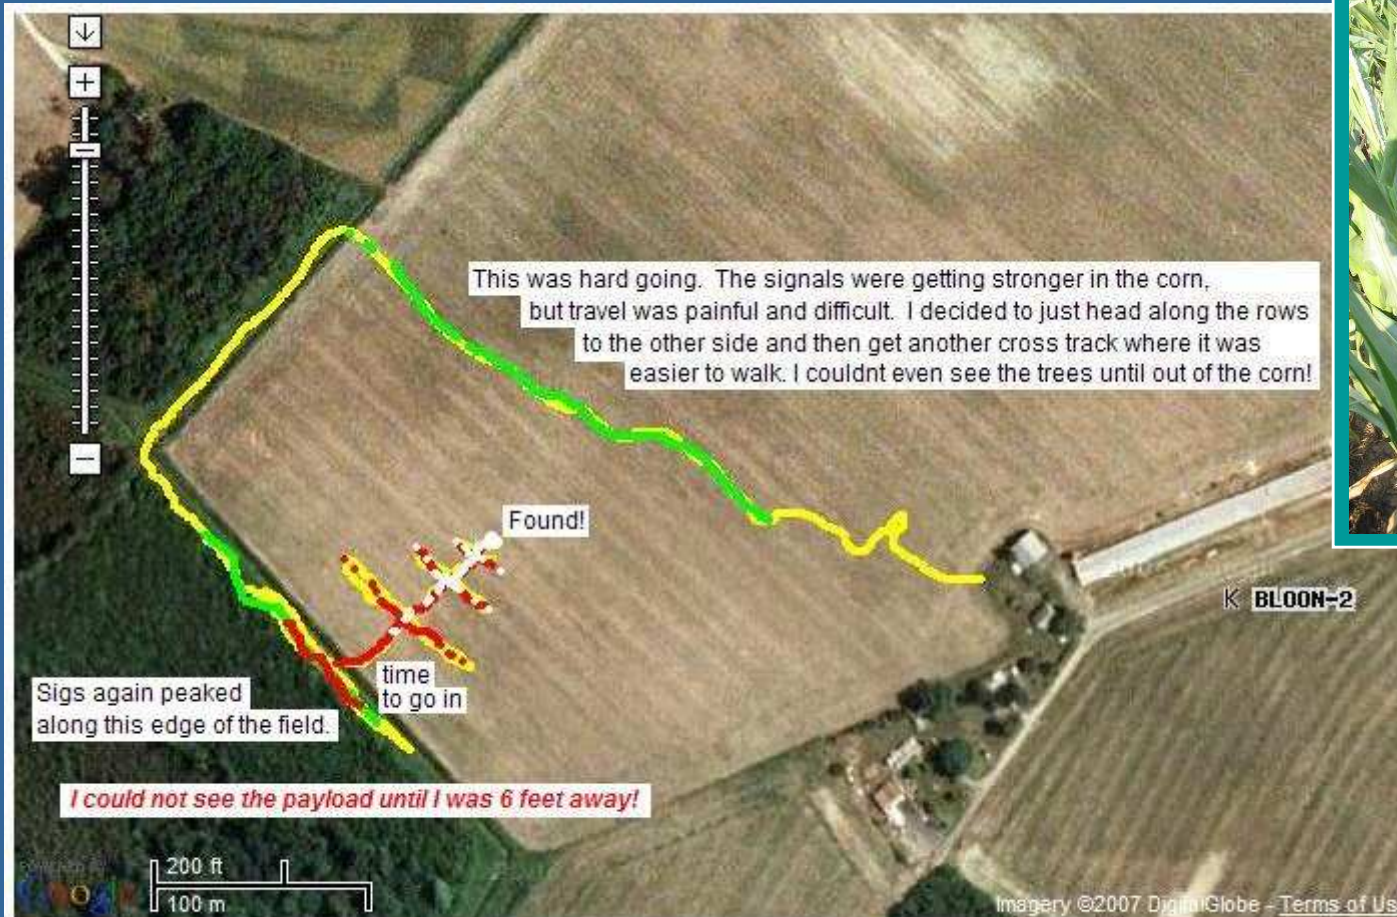 This was hard going. The signals were getting stronger in the corn,
but travel was painful and difficult. I decided to just head along the rows
to the other side and then get another cross track where it was
easier to walk. I couldnt even see the trees until out of the corn!
Found!
K BLOON-2
time
to go in
Sigs again peaked
along this edge of the field.
I could not see the payload until I was 6 feet away!
POWERED BY
Google
200 ft
100 m
Imagery ©2007 DigitalGlobe - Terms of Us